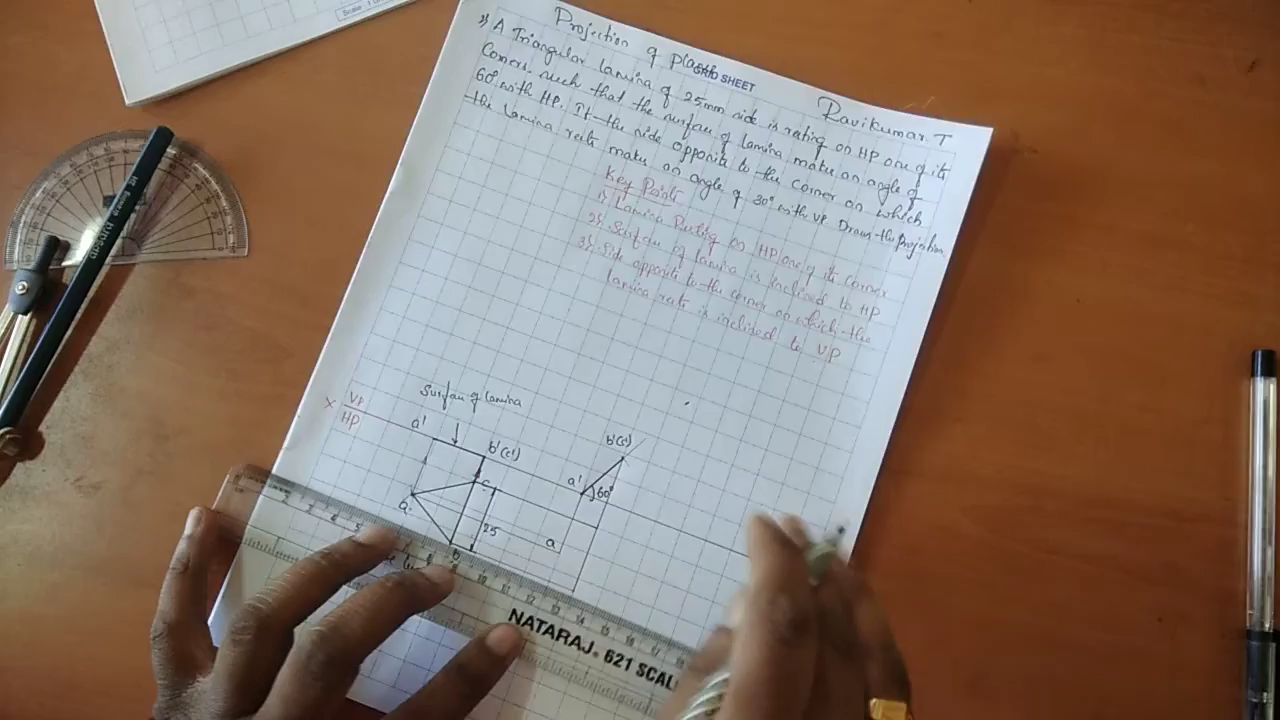 Projection of plane
GRID SHEET
Ravikumar.T
A Triangular lamina of 25mm side is resting on HP one of its
Corners. such that the surface of lamina makes an angle of
60° with HP. If the side opposite to the corner on which
the lamina rests makes an angle of 30° with VP. Draw the projection
Key Points
1) Lamina Resting on HP one of its corner
2) Surface of lamina is inclined to HP
3) Side opposite to the corner on which the
lamina rests is inclined to VP
Surface of lamina
X VP
HP
a' b'(c')
a'
b'(c')
60°
a
c
b
25
a
NATARAJ. 621 SCAL